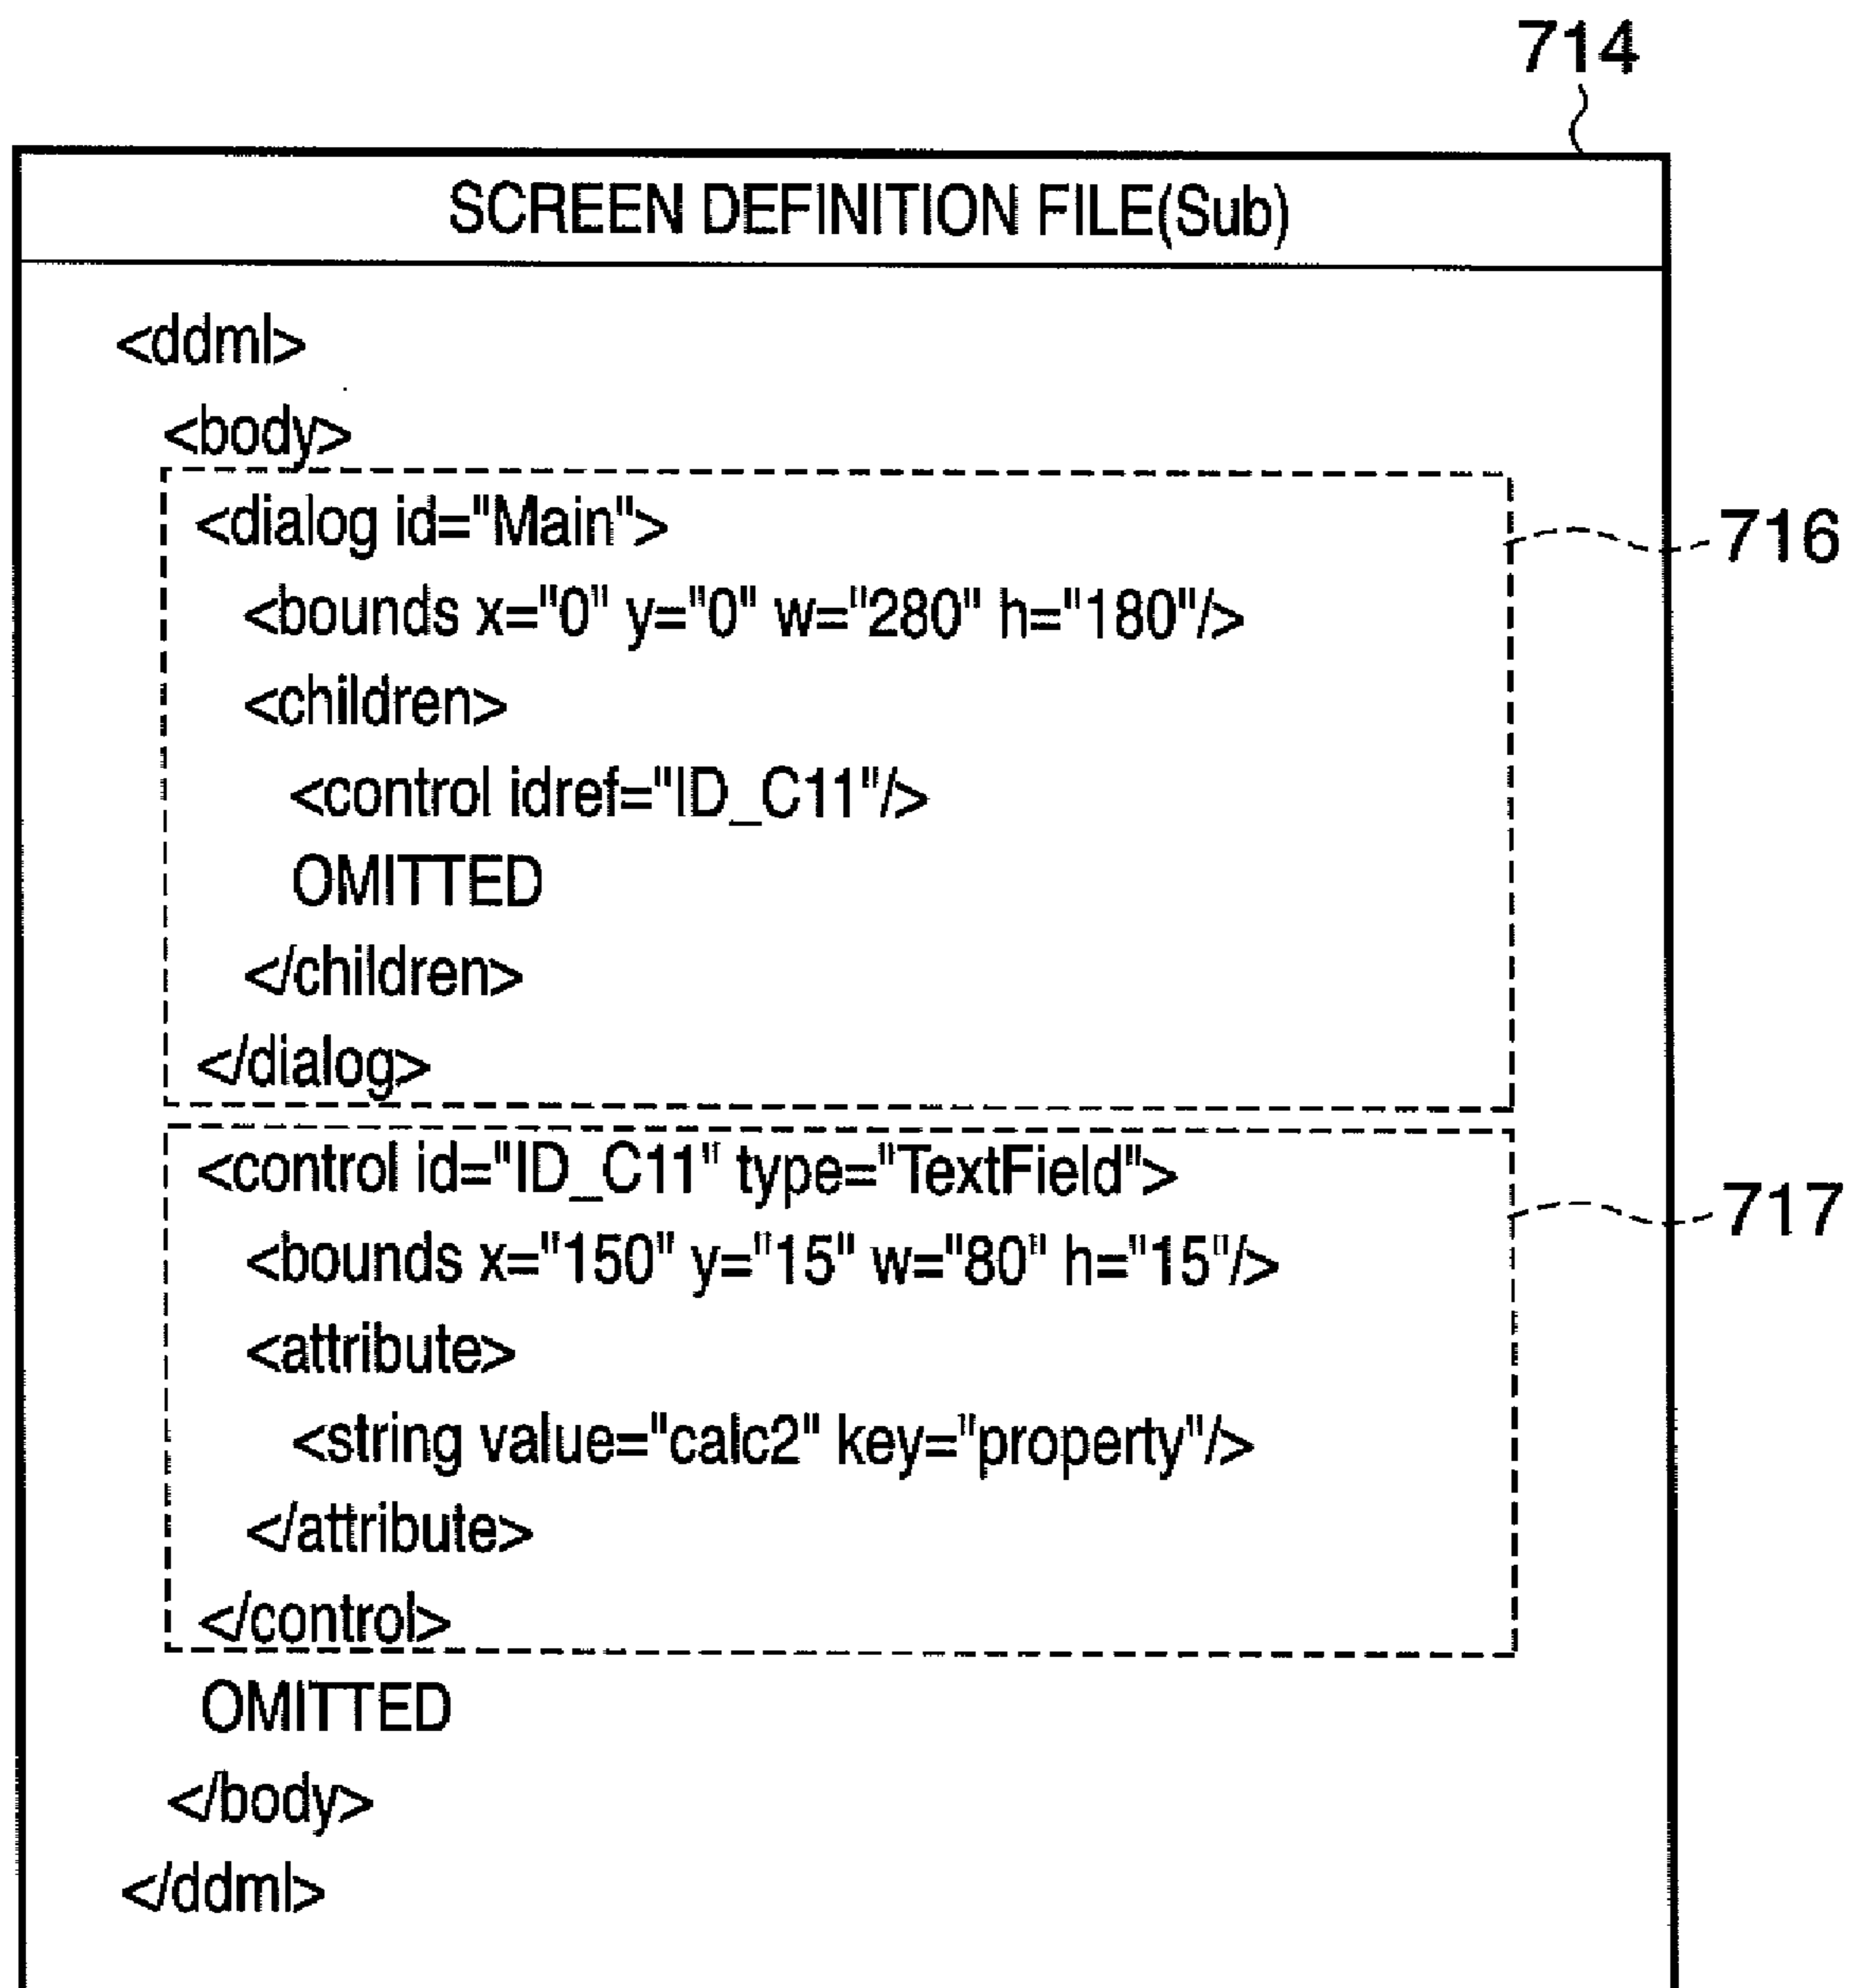 714
SCREEN DEFINITION FILE(Sub)
<ddml>
<body>
<dialog id="Main">
716
<bounds x="0" y="0" w="280" h="180"/>
<children>
<control idref="ID_C11"/>
OMITTED
</children>
</dialog>
<control id="ID_C11" type="TextField">
717
<bounds x="150" y="15" w="80" h="15"/>
<attribute>
<string value="calc2" key="property"/>
</attribute>
</control>
OMITTED
</body>
</ddml>